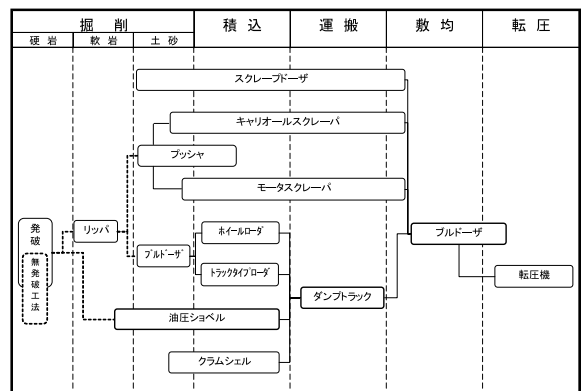 掘 削
積 込
運 搬
敷 均
転 圧
硬 岩
軟 岩
土 砂
スクレープドーザ
キャリオールスクレーパ
プッシャ
モータスクレーパ
発破
リッパ
ホイールローダ
ブルドーザ
ブルドーザ
無発破工法
トラックタイプローダ
転圧機
ダンプトラック
油圧ショベル
クラムシェル